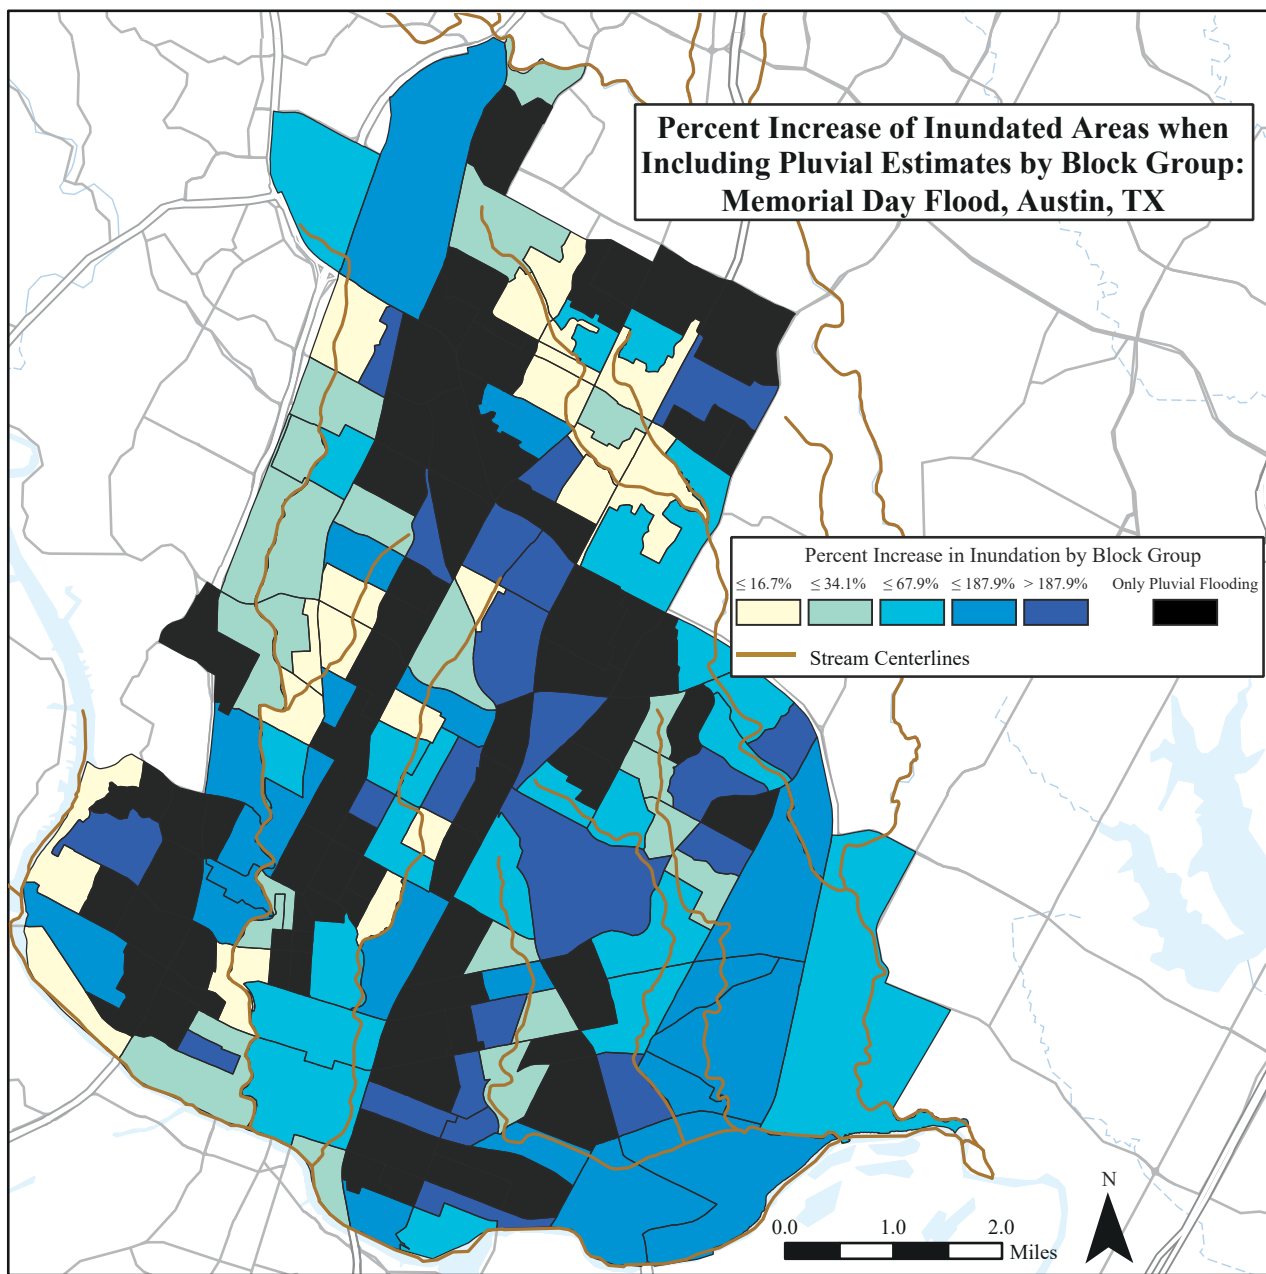 Percent Increase of Inundated Areas when
Including Pluvial Estimates by Block Group:
Memorial Day Flood, Austin, TX
Percent Increase in Inundation by Block Group
≤ 16.7% ≤ 34.1% ≤ 67.9% ≤ 187.9% > 187.9% Only Pluvial Flooding
Stream Centerlines
N
0.0 1.0 2.0
Miles